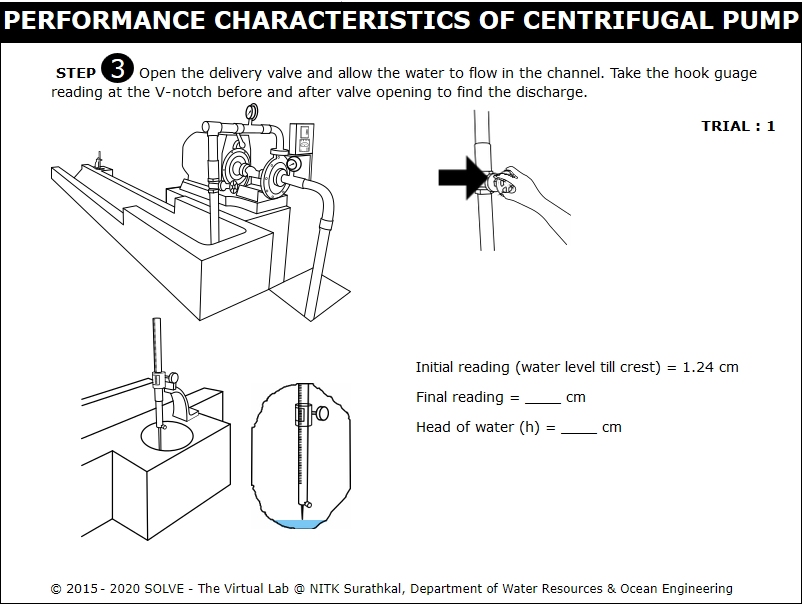 PERFORMANCE CHARACTERISTICS OF CENTRIFUGAL PUMP
STEP 3 Open the delivery valve and allow the water to flow in the channel. Take the hook guage
reading at the V-notch before and after valve opening to find the discharge.
TRIAL : 1
Initial reading (water level till crest) = 1.24 cm
Final reading = ____ cm
Head of water (h) = ____ cm
© 2015 - 2020 SOLVE - The Virtual Lab @ NITK Surathkal, Department of Water Resources & Ocean Engineering